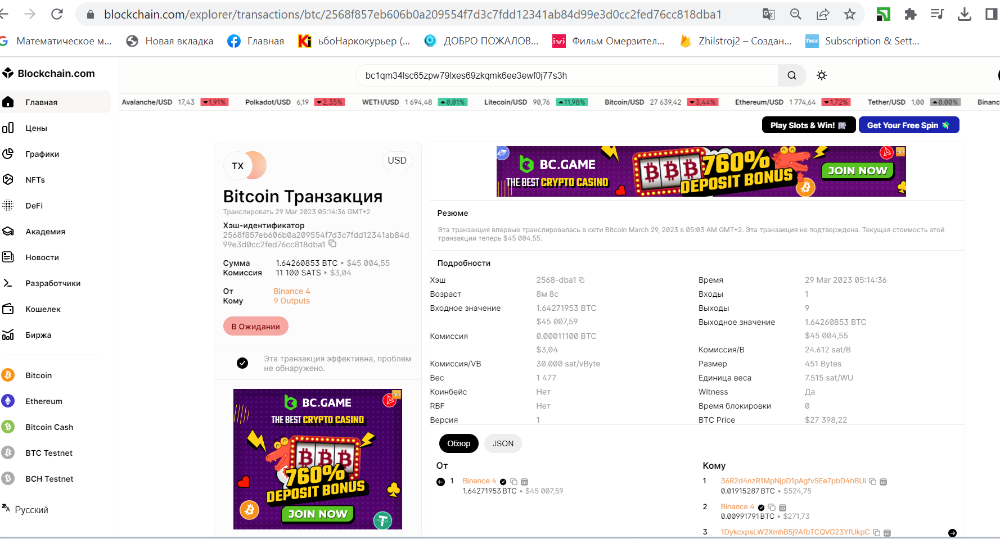 blockchain.com/explorer/transactions/btc/2568f857eb606b0a209554f7d3c7fdd12341ab84d99e3d0cc2fed76cc818dba1
Математическое м... Новая вкладка Главная ьбоНаркокурьер (... ДОБРО ПОЖАЛОВ... Фильм Омерзител... Zhilstroj2 – Создан... Subscription & Sett...
Blockchain.com
bc1qm34lsc65zpw79lxes69zkqmk6ee3ewf0j77s3h
Avalanche/USD 17,43 1,91% Polkadot/USD 6,19 2,35% WETH/USD 1 694,48 0,01% Litecoin/USD 90,76 11,98% Bitcoin/USD 27 639,42 3,44% Ethereum/USD 1 774,64 1,72% Tether/USD 1,00 0.00% Binanc
Главная
Цены
Графики
NFTs
DeFi
Академия
Новости
Разработчики
Кошелек
Биржа
Bitcoin
Ethereum
Bitcoin Cash
BTC Testnet
BCH Testnet
Русский
Play Slots & Win!
Get Your Free Spin
TX
USD
Bitcoin Транзакция
Транслировать 29 Mar 2023 05:14:36 GMT+2
Хэш-идентификатор
2568f857eb606b0a209554f7d3c7fdd12341ab84d
99e3d0cc2fed76cc818dba1
Сумма 1.64260853 BTC • $45 004,55
Комиссия 11 100 SATS • $3,04
От Binance 4
Кому 9 Outputs
В Ожидании
Эта транзакция эффективна, проблем
не обнаружено.
BC.GAME
THE BEST CRYPTO CASINO
760%
DEPOSIT BONUS
JOIN NOW
BC.GAME
THE BEST CRYPTO CASINO
760%
DEPOSIT BONUS
JOIN NOW
Резюме
Эта транзакция впервые транслировалась в сети Bitcoin March 29, 2023 в 05:03 AM GMT+2. Эта транзакция не подтверждена. Текущая стоимость этой
транзакции теперь $45 004,55.
Подробности
Хэш 2568-dba1 Время 29 Mar 2023 05:14:36
Возраст 8м 8с Входы 1
Входное значение 1.64271953 BTC Выходы 9
$45 007,59 Выходное значение 1.64260853 BTC
Комиссия 0.00011100 BTC $45 004,55
$3,04 Комиссия/B 24.612 sat/B
Комиссия/VB 30.000 sat/vByte Размер 451 Bytes
Вес 1 477 Единица веса 7.515 sat/WU
Коинбейс Нет Witness Да
RBF Нет Время блокировки 0
Версия 1 BTC Price $27 398,22
Обзор JSON
От Кому
1 Binance 4
1.64271953 BTC • $45 007,59
1 36R2d4nzR1MpNjpD1pAgfv5Ee7pbD4hBUi
0.01915287 BTC • $524,75
2 Binance 4
0.00991791 BTC • $271,73
3 1DykcxpsLW2XmhB5j9AfbTCQVG23YfUkpC